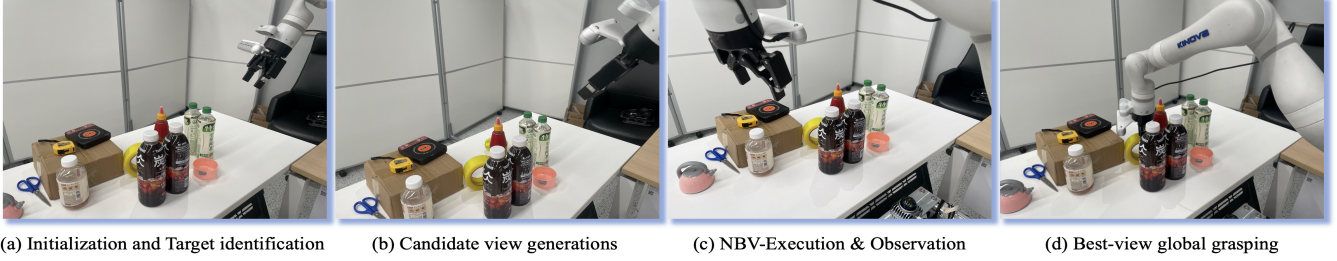 KINOVA
(a) Initialization and Target identification
(b) Candidate view generations
(c) NBV-Execution & Observation
(d) Best-view global grasping